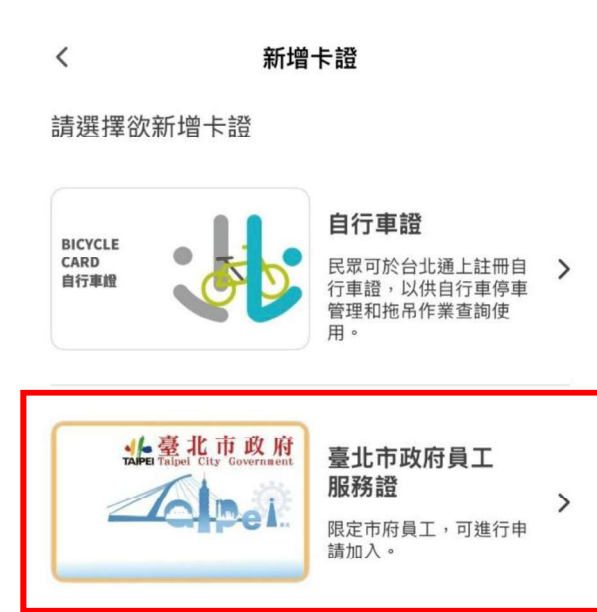 新增卡證
請選擇欲新增卡證
BICYCLE
CARD
自行車證
自行車證
民眾可於台北通上註冊自
行車證，以供自行車停車
管理和拖吊作業查詢使
用。
臺北市政府
TAIPEI Taipei City Government
Taipei
臺北市政府員工
服務證
限定市府員工，可進行申
請加入。